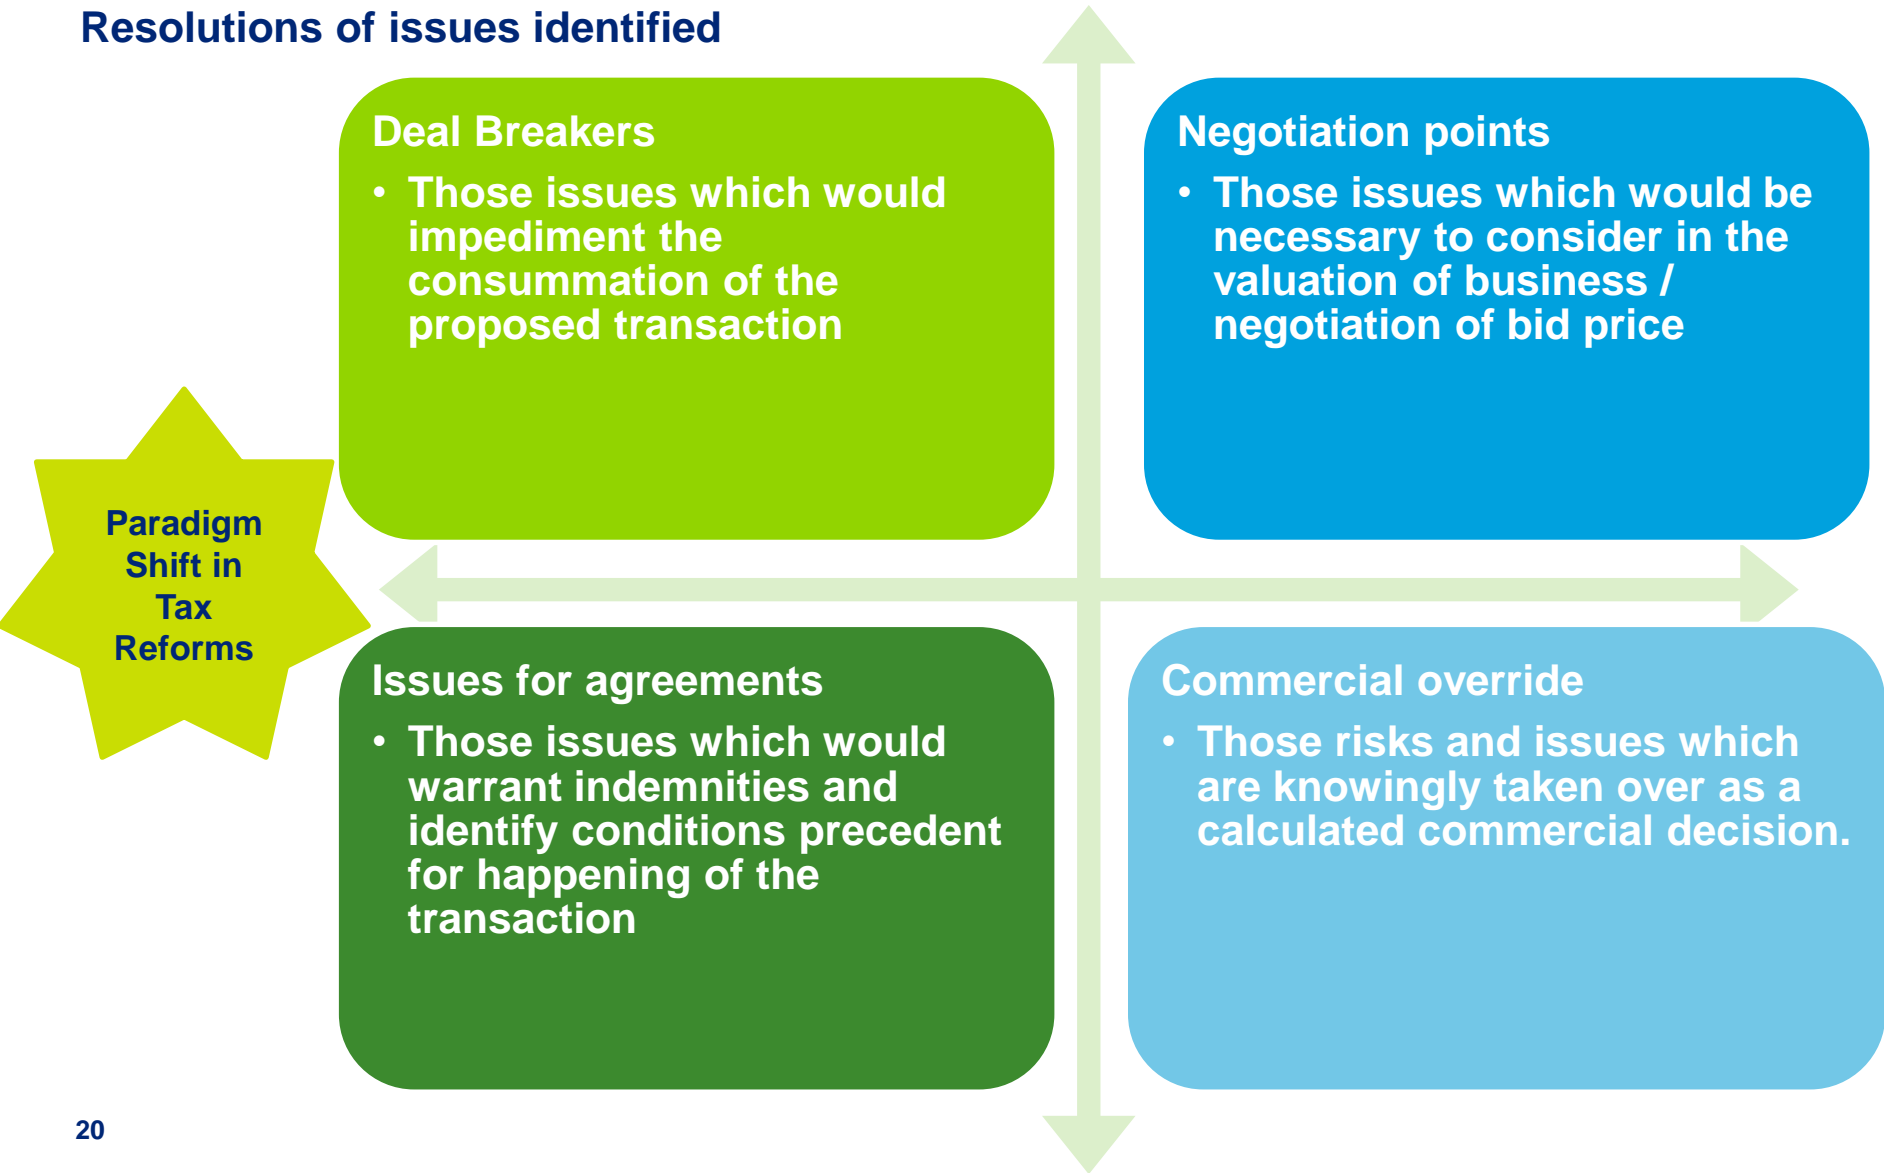 Resolutions of issues identified
Deal Breakers
• Those issues which would
impediment the
consummation of the
proposed transaction
Negotiation points
• Those issues which would be
necessary to consider in the
valuation of business /
negotiation of bid price
Paradigm
Shift in
Tax
Reforms
Issues for agreements
• Those issues which would
warrant indemnities and
identify conditions precedent
for happening of the
transaction
Commercial override
• Those risks and issues which
are knowingly taken over as a
calculated commercial decision.
20